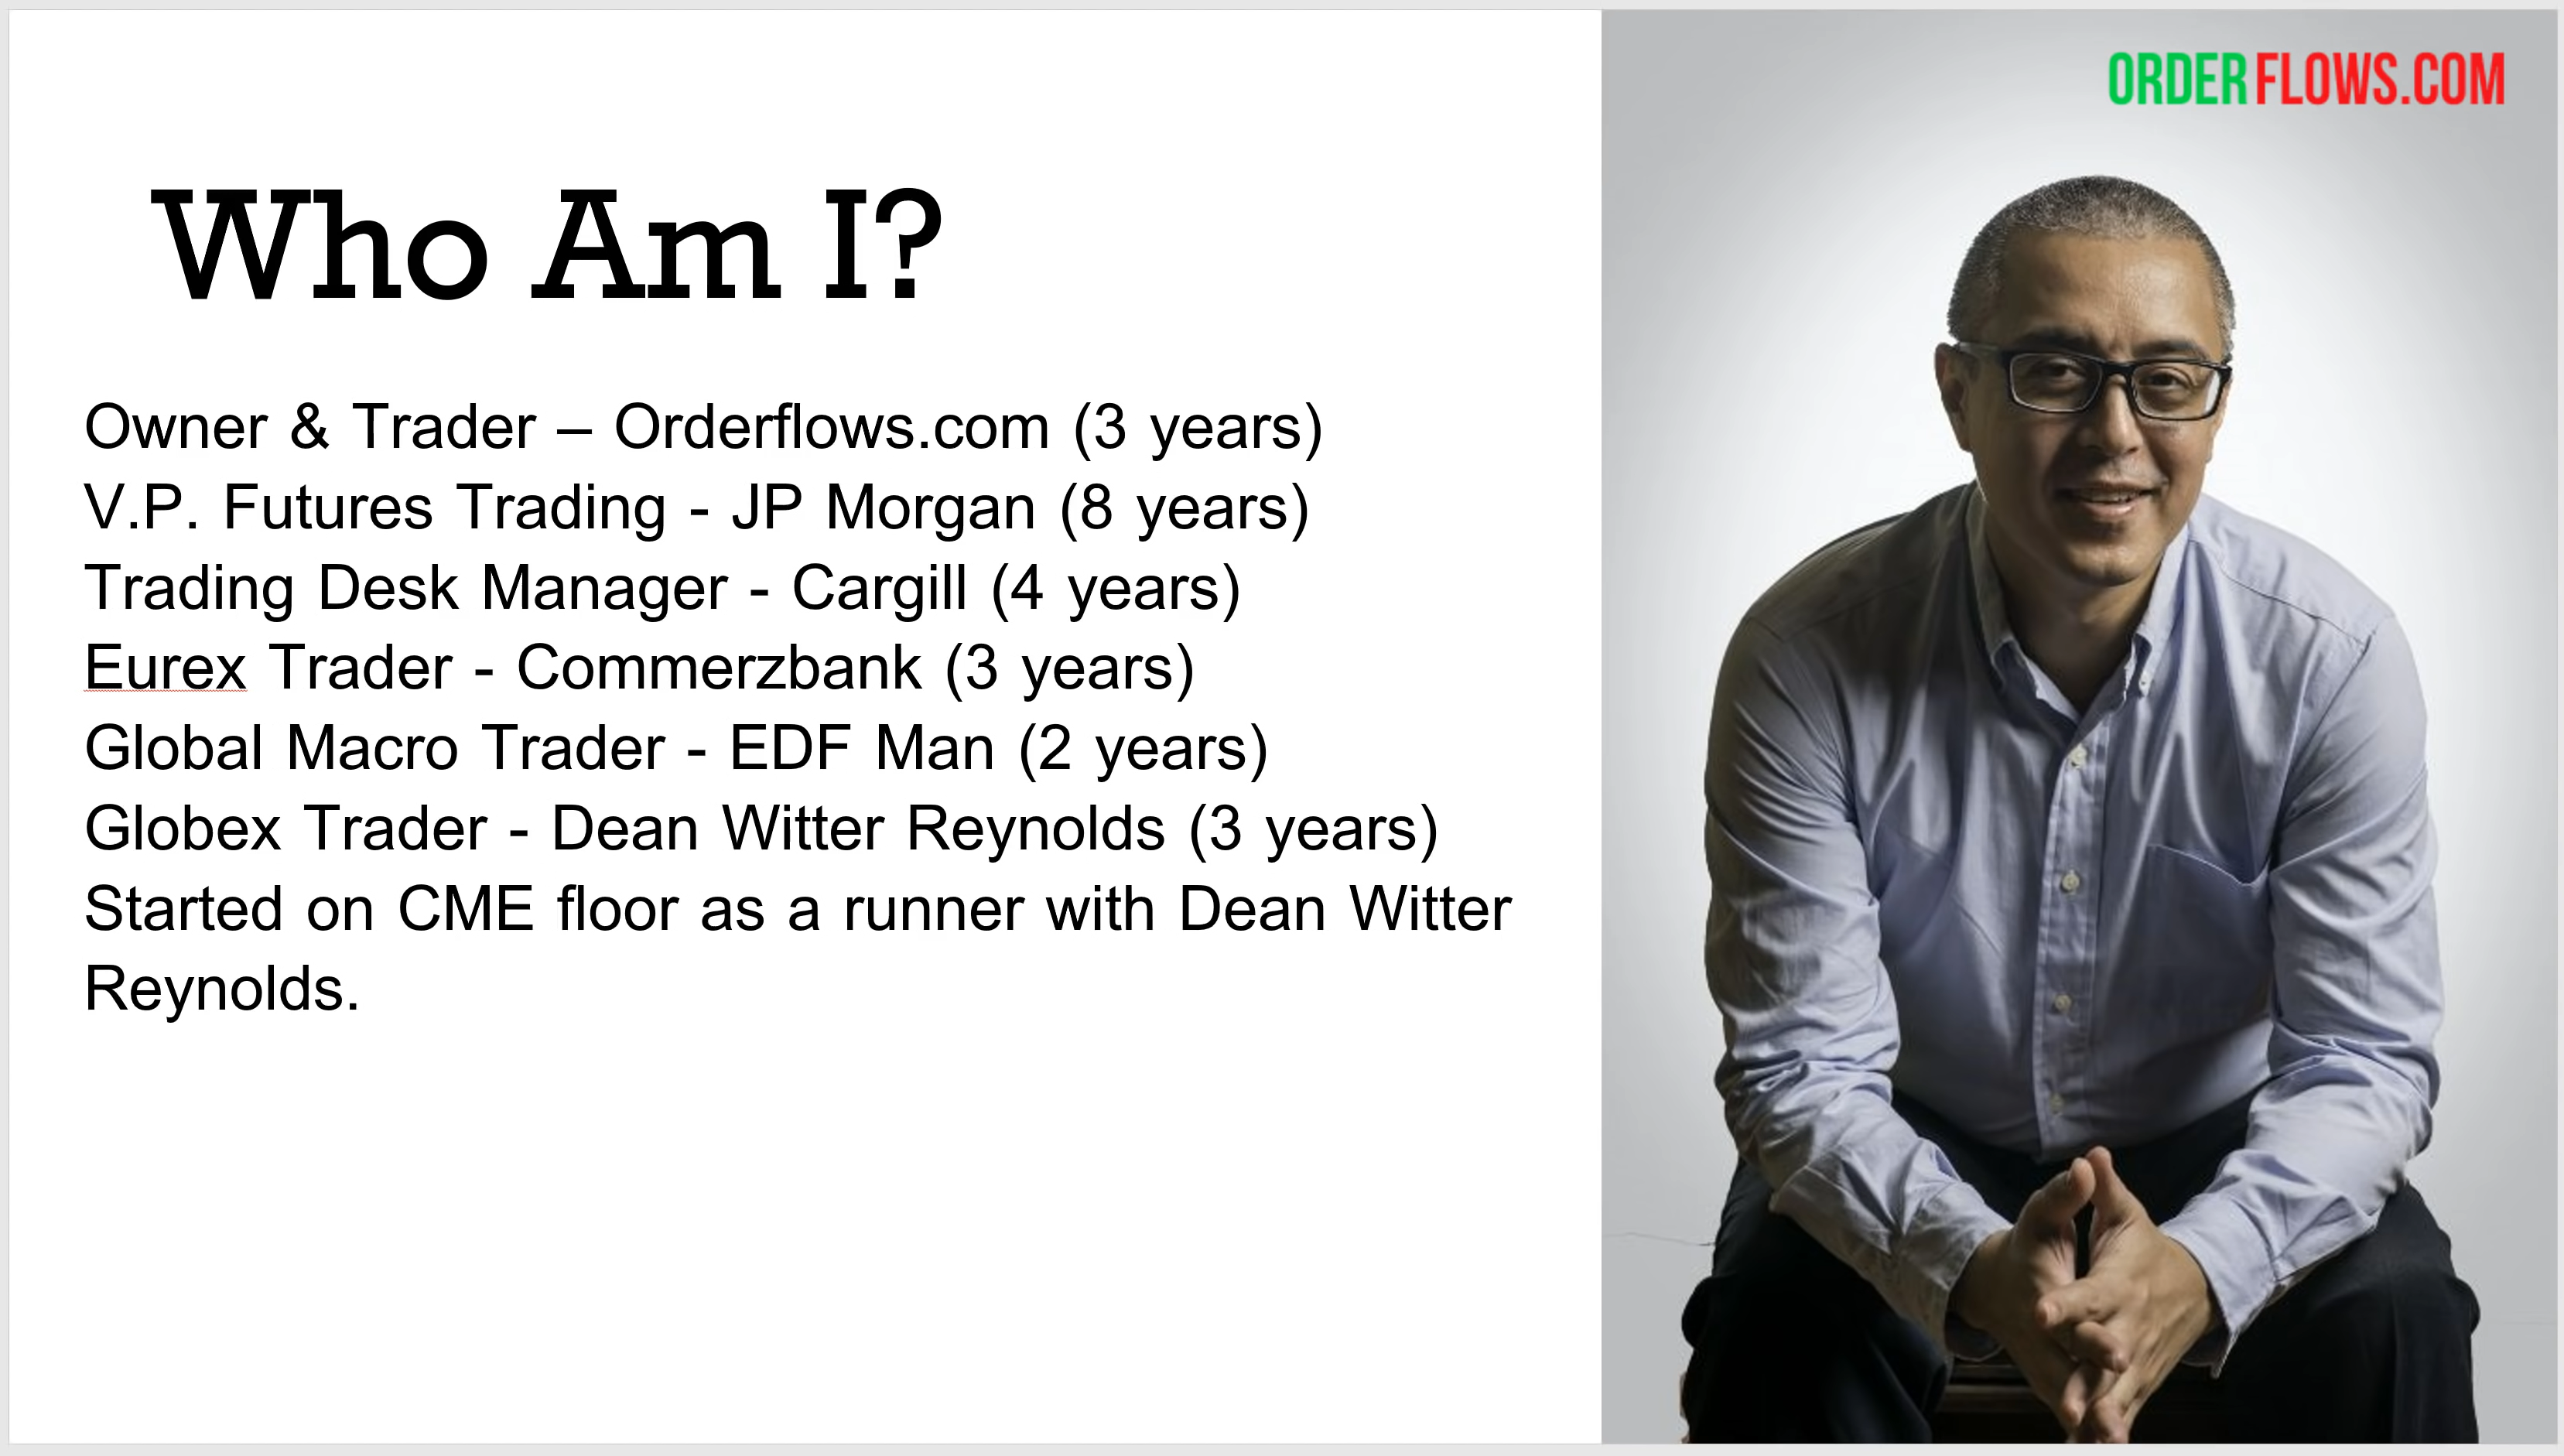 ORDERFLOWS.COM
Who Am I?
Owner & Trader – Orderflows.com (3 years)
V.P. Futures Trading - JP Morgan (8 years)
Trading Desk Manager - Cargill (4 years)
Eurex Trader - Commerzbank (3 years)
Global Macro Trader - EDF Man (2 years)
Globex Trader - Dean Witter Reynolds (3 years)
Started on CME floor as a runner with Dean Witter
Reynolds.